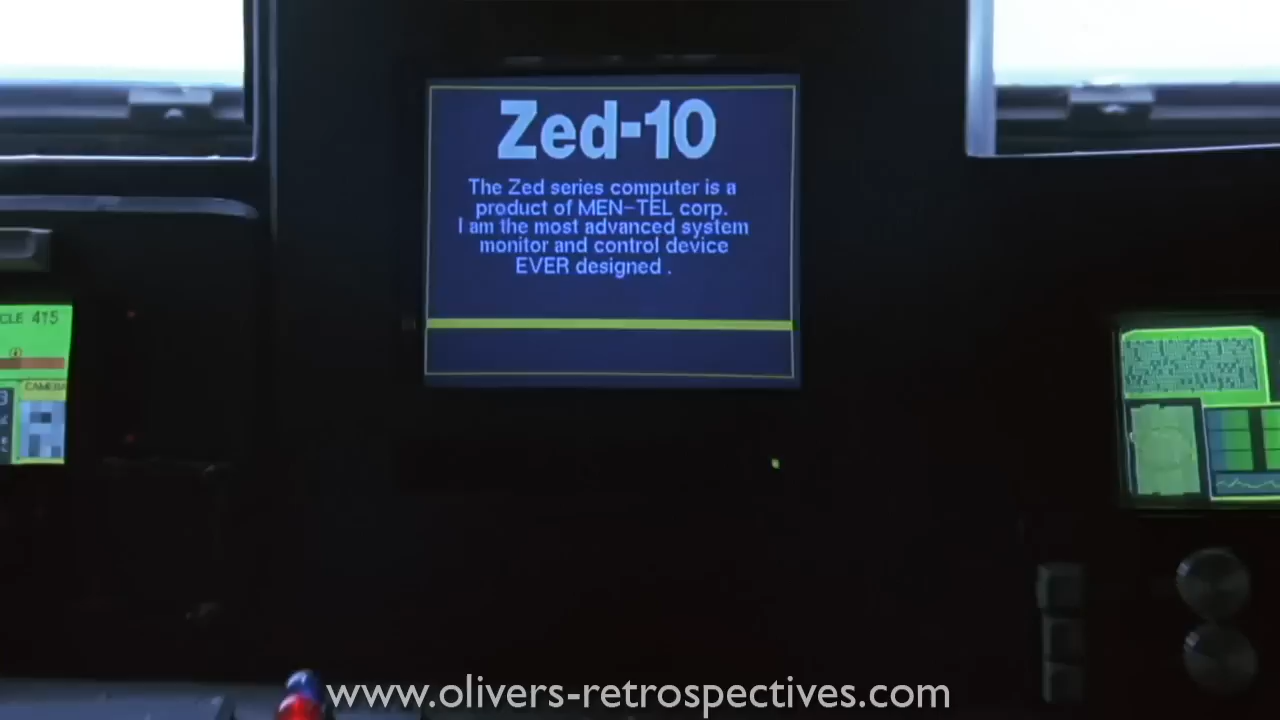 Zed-10
The Zed series computer is a
product of MEN-TEL corp.
I am the most advanced system
monitor and control device
EVER designed .
CLE 415
CAMERA
www.olivers-retrospectives.com